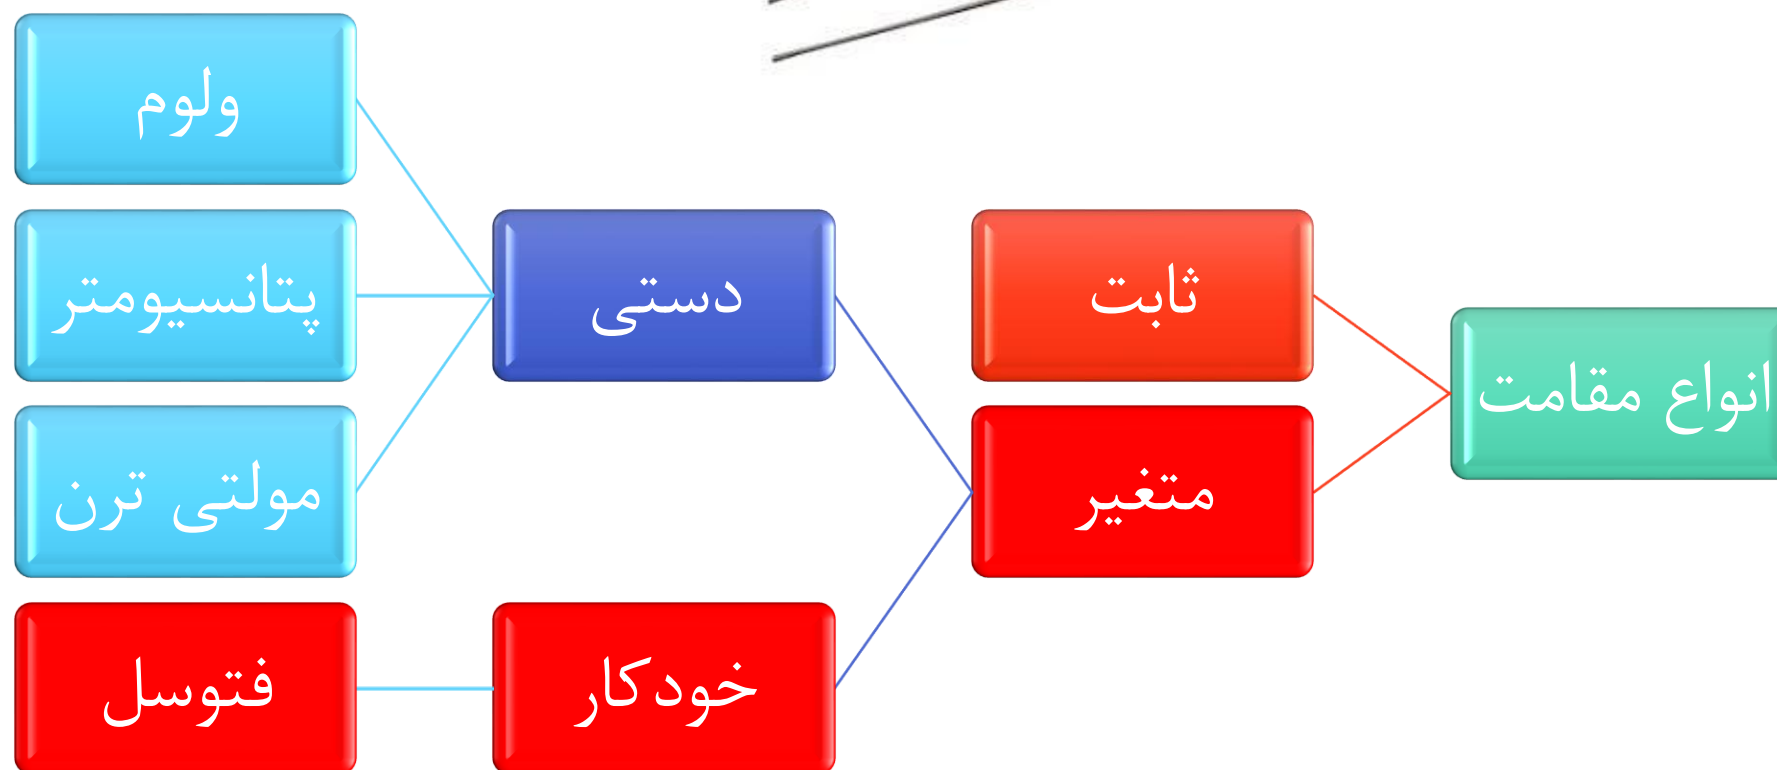 انواع مقامت
ثابت
متغیر
دستی
خودکار
ولوم
پتانسیومتر
مولتی ترن
فتوسل